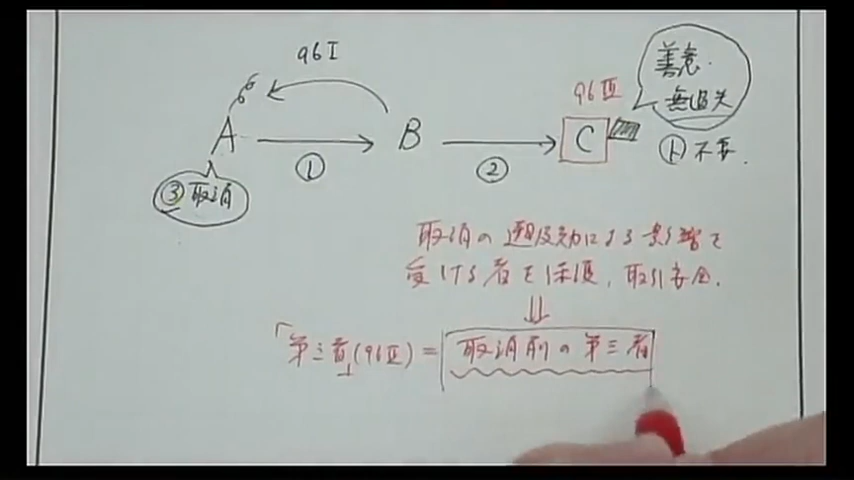 96Ⅰ
善意・
無過失
96Ⅲ
A
B
C
①
②
ⓗ不要.
③取消
取消の遡及効による影響を
受ける者を保護，取引安全.
⇓
「第三者」(96Ⅲ)＝取消前の第三者